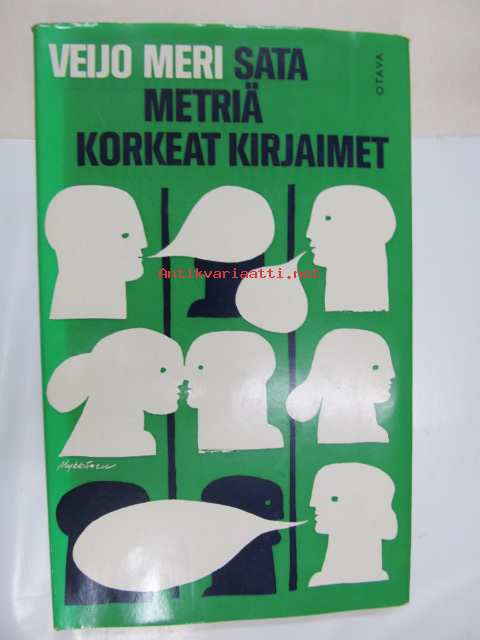 VEIJO MERI SATA
METRIÄ
KORKEAT KIRJAIMET
OTAVA
Antikvariaatti.net